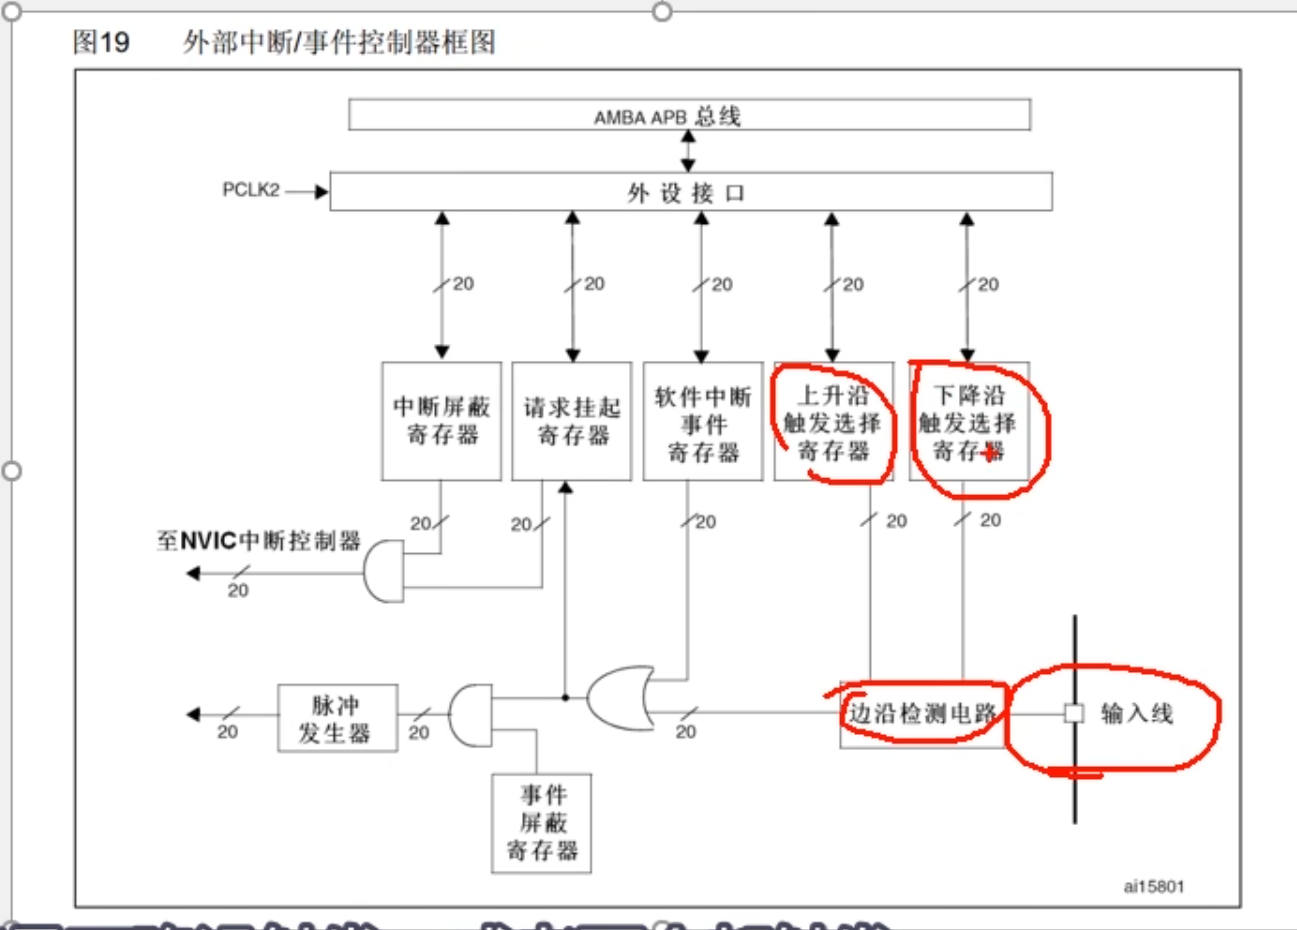 图19 外部中断/事件控制器框图
AMBA APB 总线
PCLK2
外设接口
20
20
20
20
20
中断屏蔽
寄存器
请求挂起
寄存器
软件中断
事件
寄存器
上升沿
触发选择
寄存器
下降沿
触发选择
寄存器
20
20
20
20
20
至NVIC中断控制器
20
脉冲
发生器
边沿检测电路
输入线
20
20
20
事件
屏蔽
寄存器
ai15801